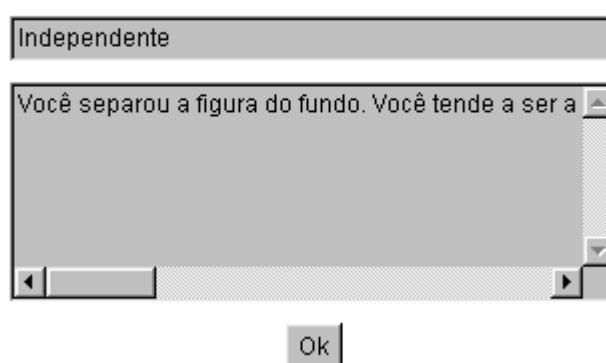 Independente
Você separou a figura do fundo. Você tende a ser a
Ok